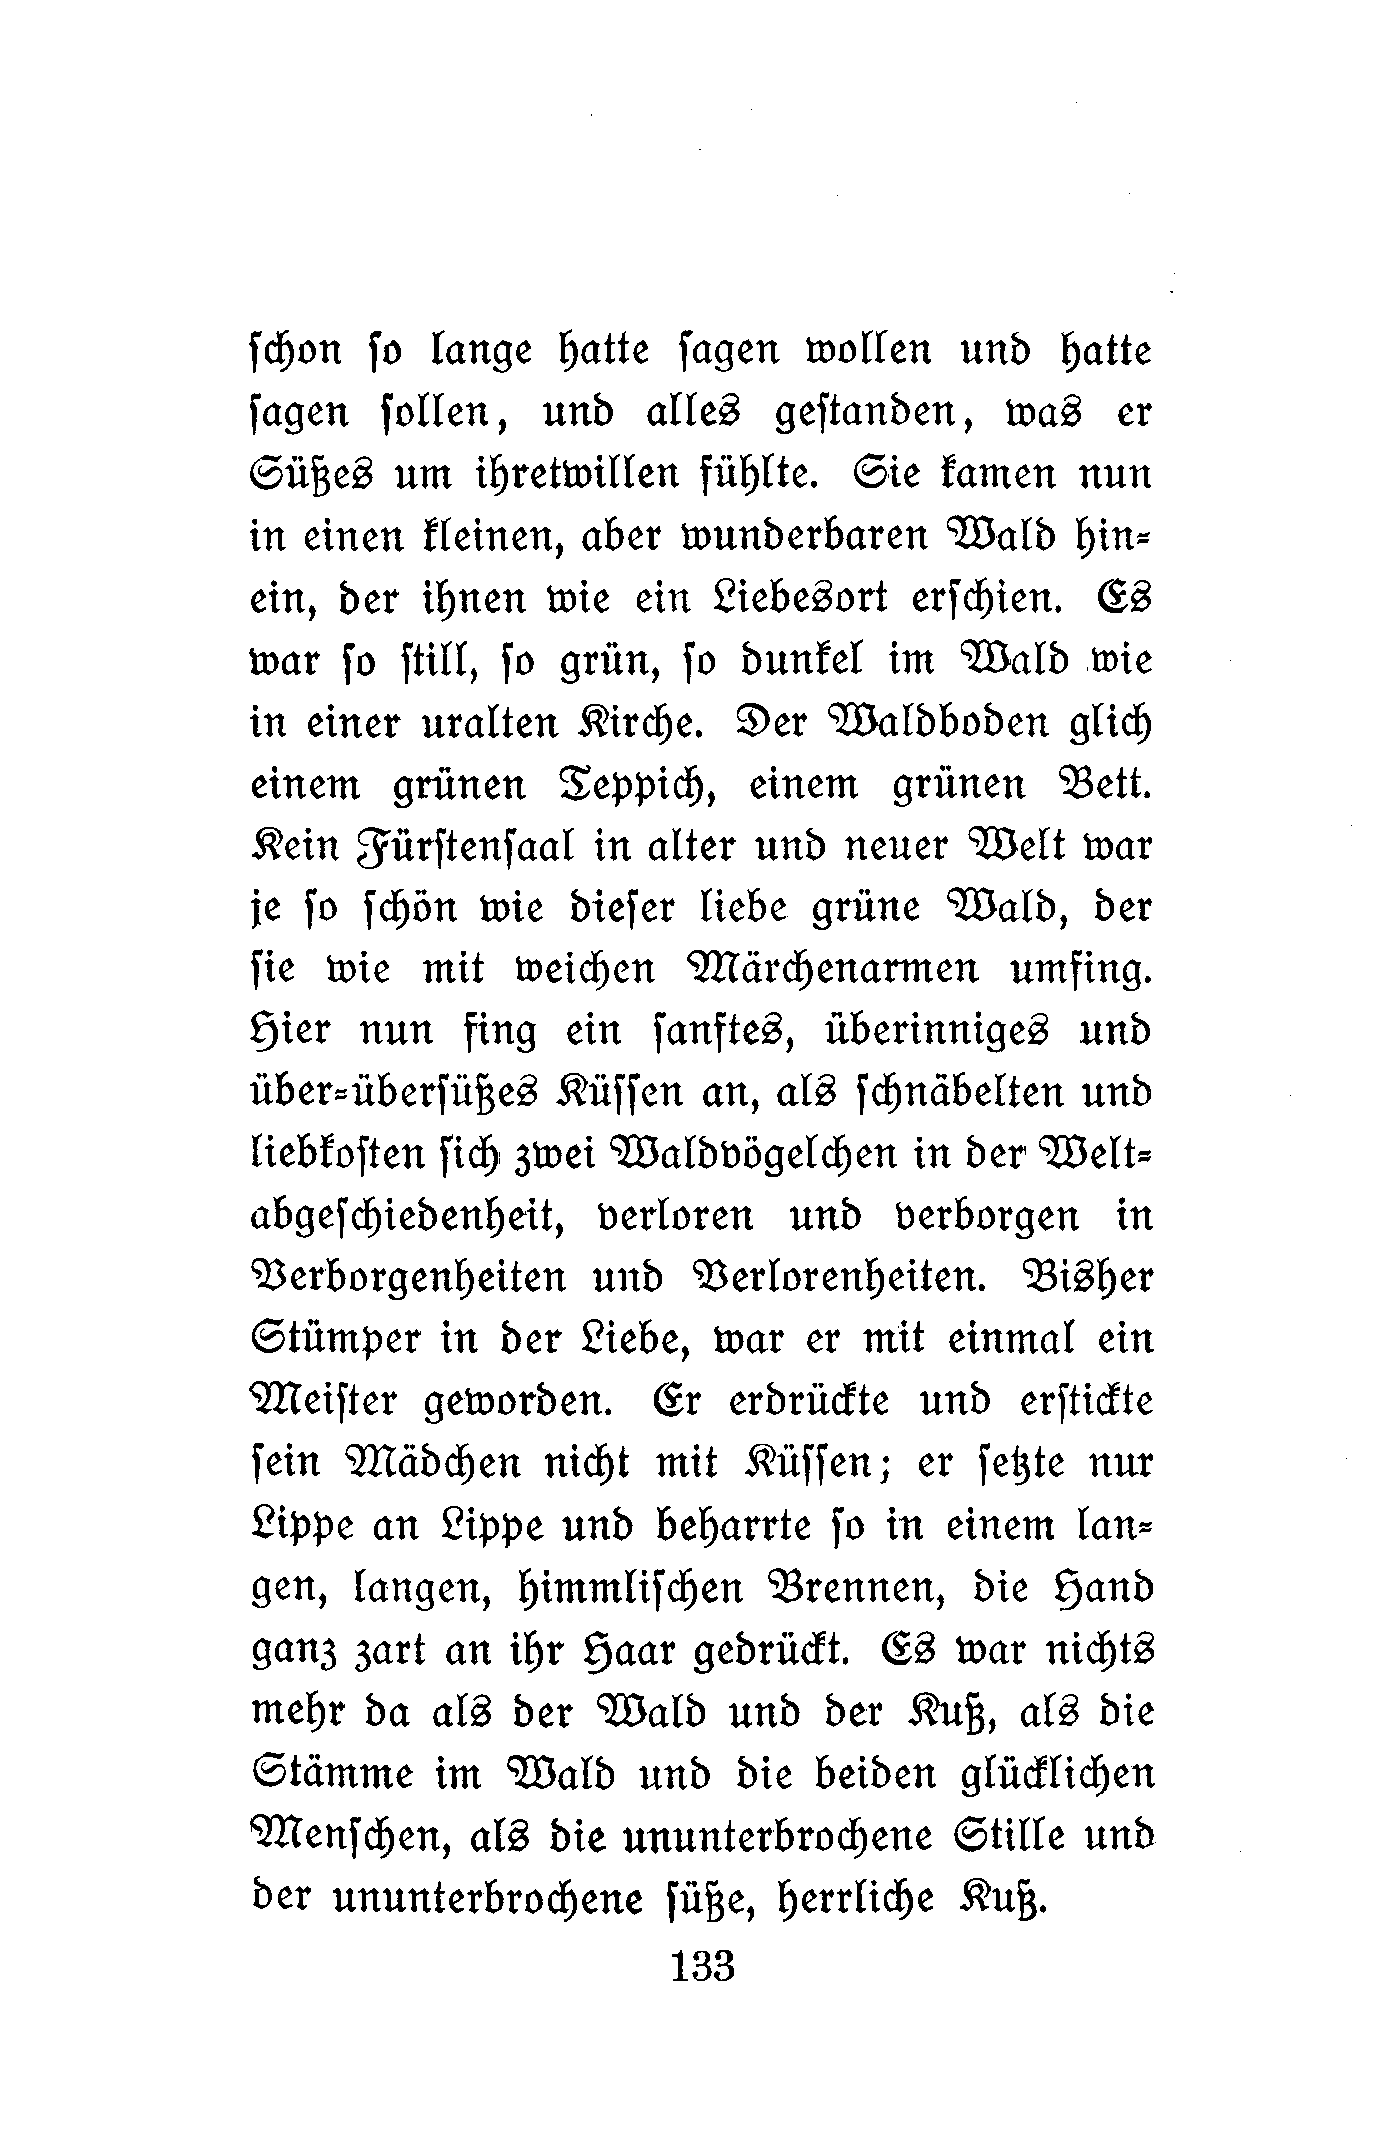 schon so lange hatte sagen wollen und hatte
sagen sollen, und alles gestanden, was er
Süßes um ihretwillen fühlte. Sie kamen nun
in einen kleinen, aber wunderbaren Wald hin-
ein, der ihnen wie ein Liebesort erschien. Es
war so still, so grün, so dunkel im Wald wie
in einer uralten Kirche. Der Waldboden glich
einem grünen Teppich, einem grünen Bett.
Kein Fürstensaal in alter und neuer Welt war
je so schön wie dieser liebe grüne Wald, der
sie wie mit weichen Märchenarmen umfing.
Hier nun fing ein sanftes, überinniges und
über-übersüßes Küssen an, als schnäbelten und
liebkosten sich zwei Waldvögelchen in der Welt-
abgeschiedenheit, verloren und verborgen in
Verborgenheiten und Verlorenheiten. Bisher
Stümper in der Liebe, war er mit einmal ein
Meister geworden. Er erdrückte und erstickte
sein Mädchen nicht mit Küssen; er setzte nur
Lippe an Lippe und beharrte so in einem lan-
gen, langen, himmlischen Brennen, die Hand
ganz zart an ihr Haar gedrückt. Es war nichts
mehr da als der Wald und der Kuß, als die
Stämme im Wald und die beiden glücklichen
Menschen, als die ununterbrochene Stille und
der ununterbrochene süße, herrliche Kuß.
133